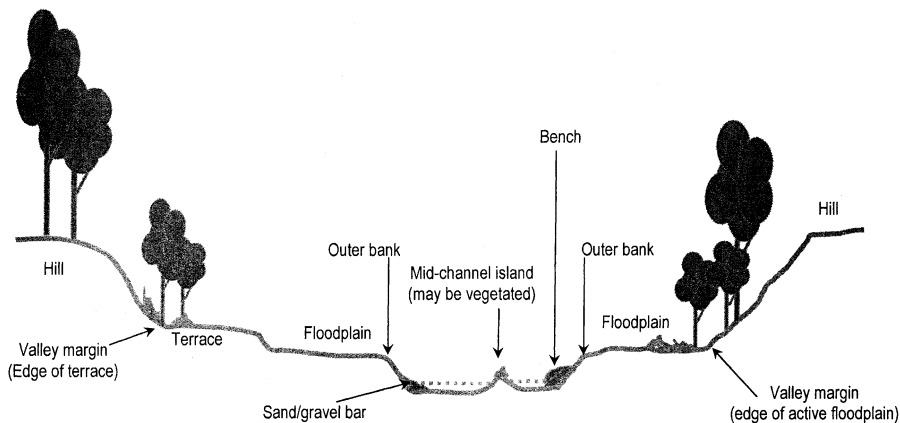 Bench
Hill
Outer bank
Outer bank
Hill
Mid-channel island
(may be vegetated)
Floodplain
Floodplain
Terrace
Valley margin
(Edge of terrace)
Valley margin
(edge of active floodplain)
Sand/gravel bar